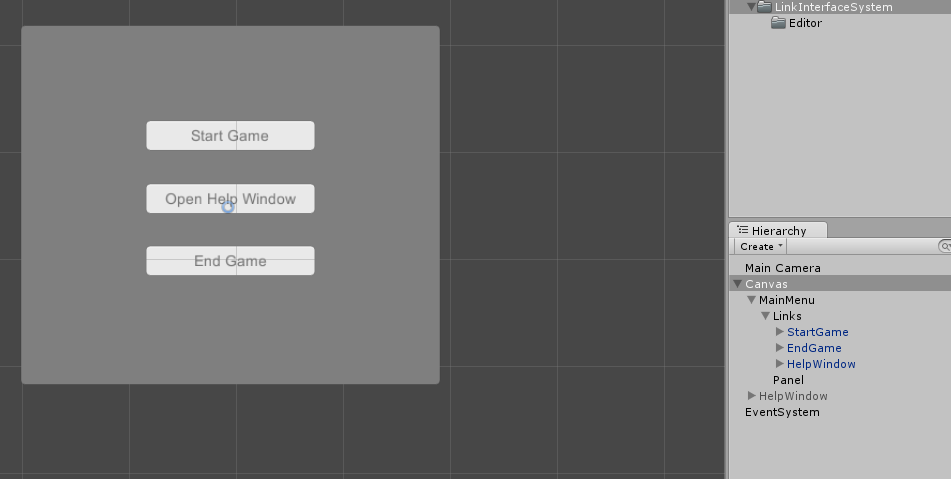 Start Game
Open Help Window
End Game
LinkInterfaceSystem
Editor
Hierarchy
Create
Main Camera
Canvas
MainMenu
Links
StartGame
EndGame
HelpWindow
Panel
HelpWindow
EventSystem